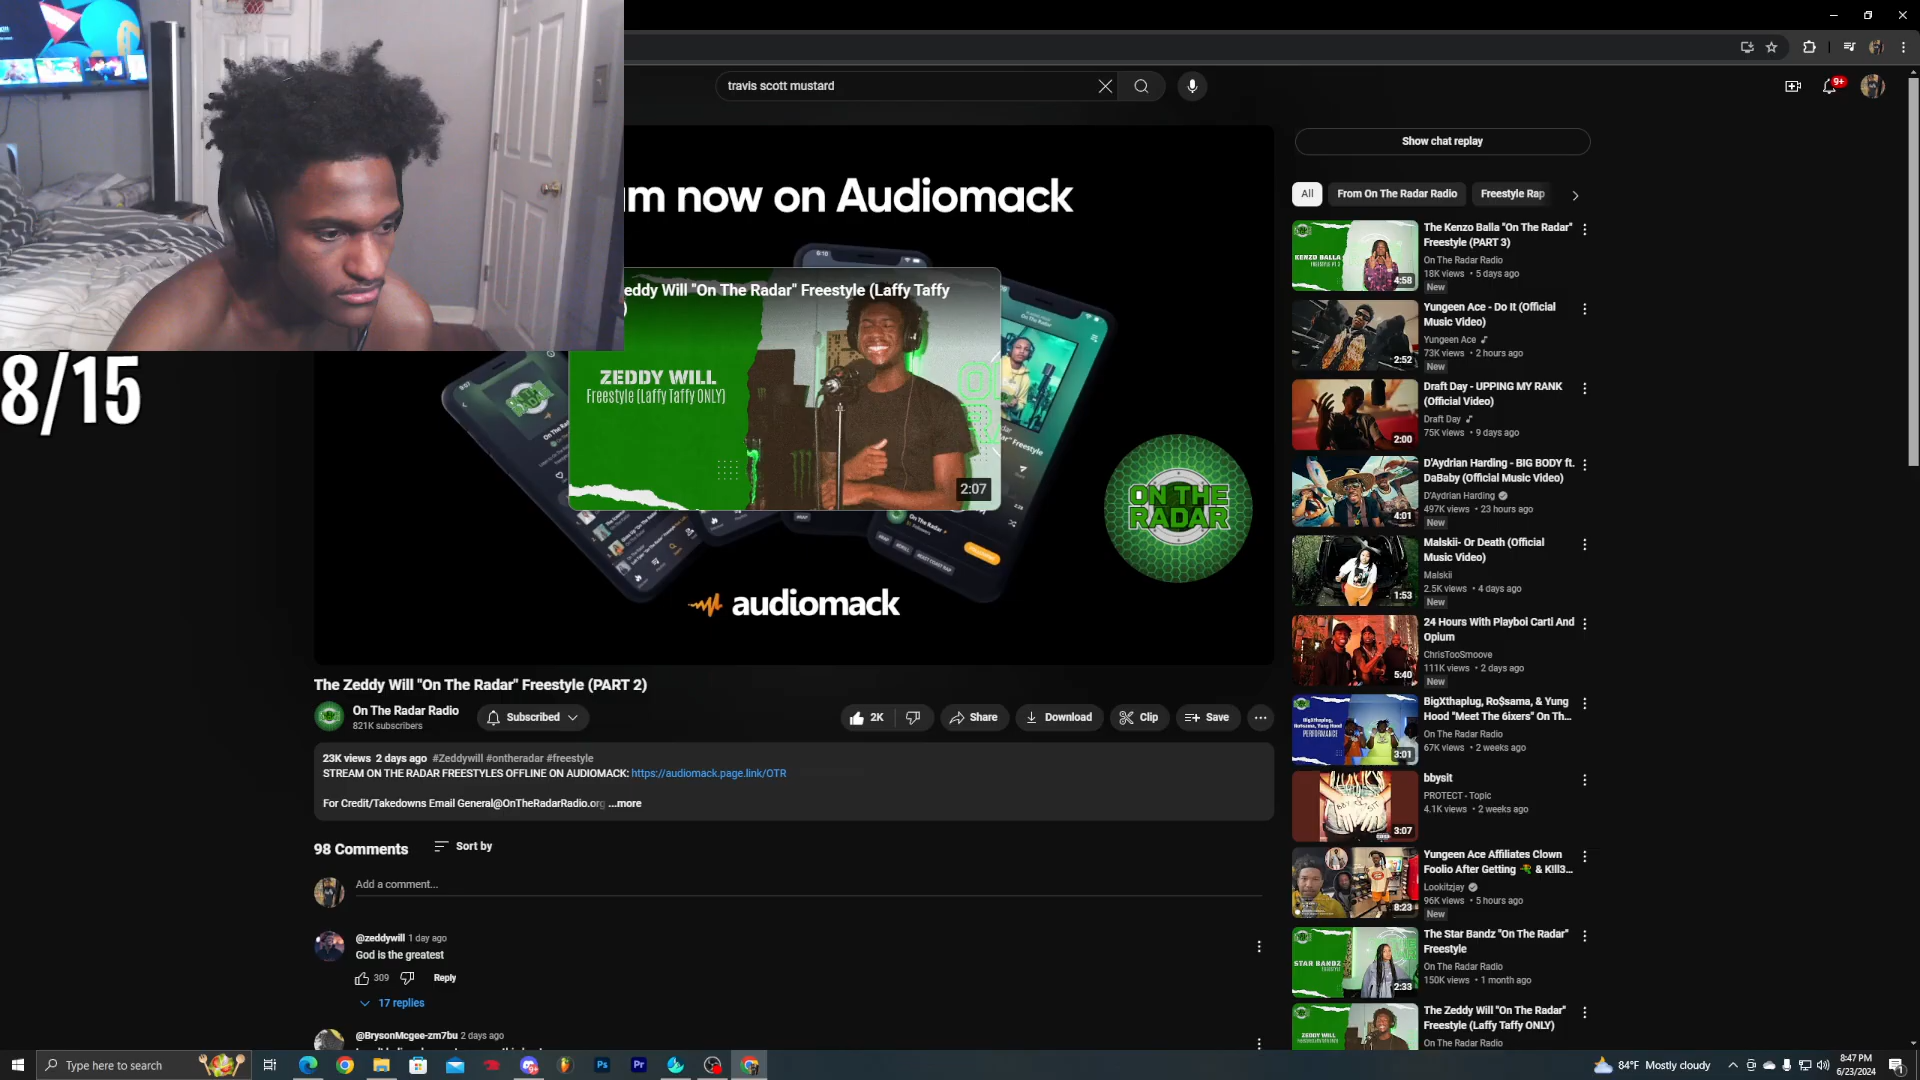 travis scott mustard
9+
m now on Audiomack
eddy Will "On The Radar" Freestyle (Laffy Taffy
ZEDDY WILL
Freestyle (Laffy Taffy ONLY)
2:07
ON THE
RADAR
audiomack
8/15
The Zeddy Will "On The Radar" Freestyle (PART 2)
On The Radar Radio
821K subscribers
Subscribed
2K
Share
Download
Clip
Save
23K views 2 days ago #Zeddywill #ontheradar #freestyle
STREAM ON THE RADAR FREESTYLES OFFLINE ON AUDIOMACK: https://audiomack.page.link/OTR
For Credit/Takedowns Email General@OnTheRadarRadio.org ...more
98 Comments
Sort by
Add a comment...
@zeddywill 1 day ago
God is the greatest
309
Reply
17 replies
@BrysonMcgee-zm7bu 2 days ago
Show chat replay
All
From On The Radar Radio
Freestyle Rap
KENZO BALLA
4:58
The Kenzo Balla "On The Radar"
Freestyle (PART 3)
On The Radar Radio
18K views • 5 days ago
New
2:52
Yungeen Ace - Do It (Official
Music Video)
Yungeen Ace
73K views • 2 hours ago
New
2:00
Draft Day - UPPING MY RANK
(Official Video)
Draft Day
75K views • 9 days ago
4:01
D'Aydrian Harding - BIG BODY ft.
DaBaby (Official Music Video)
D'Aydrian Harding
497K views • 23 hours ago
New
1:53
Malskii- Or Death (Official
Music Video)
Malskii
2.5K views • 4 days ago
New
5:40
24 Hours With Playboi Carti And
Opium
ChrisTooSmoove
111K views • 2 days ago
New
PERFORMANCE
3:01
BigXthaplug, Ro$sama, & Yung
Hood "Meet The 6ixers" On Th...
On The Radar Radio
67K views • 2 weeks ago
3:07
bbysit
PROTECT - Topic
4.1K views • 2 weeks ago
8:23
Yungeen Ace Affiliates Clown
Foolio After Getting 🔫 & K!ll3...
Lookitzjay
96K views • 5 hours ago
New
STAR BANDZ
FREESTYLE
2:33
The Star Bandz "On The Radar"
Freestyle
On The Radar Radio
150K views • 1 month ago
ZEDDY WILL
The Zeddy Will "On The Radar"
Freestyle (Laffy Taffy ONLY)
On The Radar Radio
Type here to search
Ps
Pr
84°F Mostly cloudy
8:47 PM
6/23/2024
1